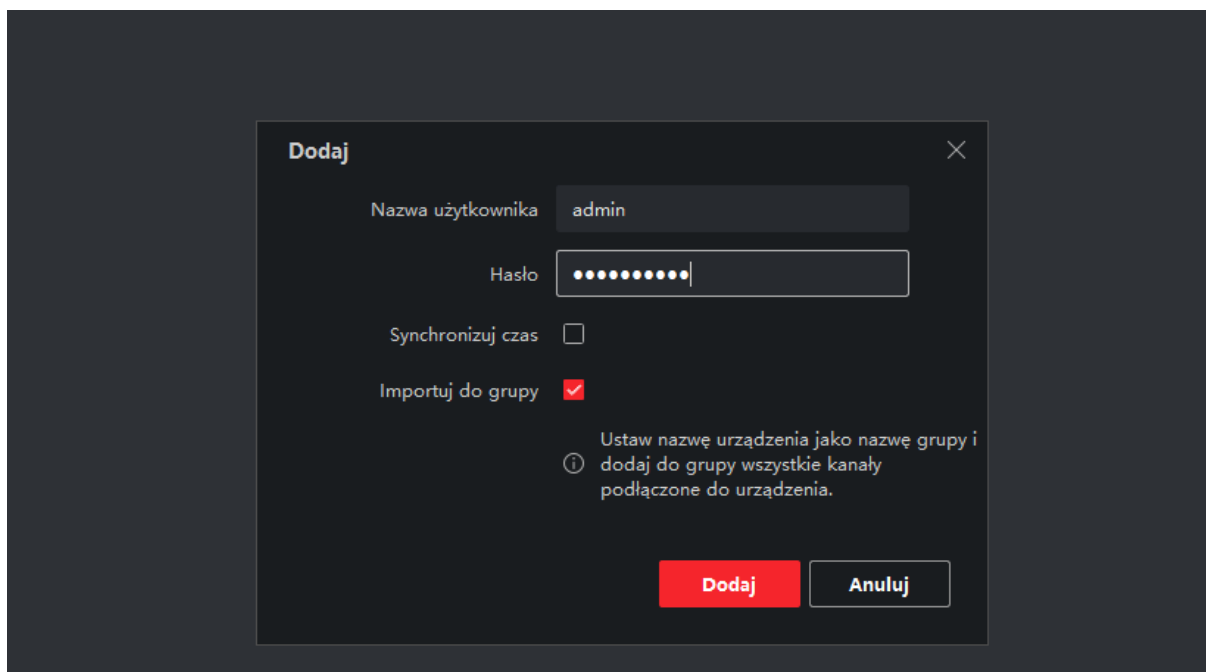 Dodaj
Nazwa użytkownika admin
Hasło ●●●●●●●●●●
Synchronizuj czas
Importuj do grupy
Ustaw nazwę urządzenia jako nazwę grupy i
dodaj do grupy wszystkie kanały
podłączone do urządzenia.
Dodaj Anuluj